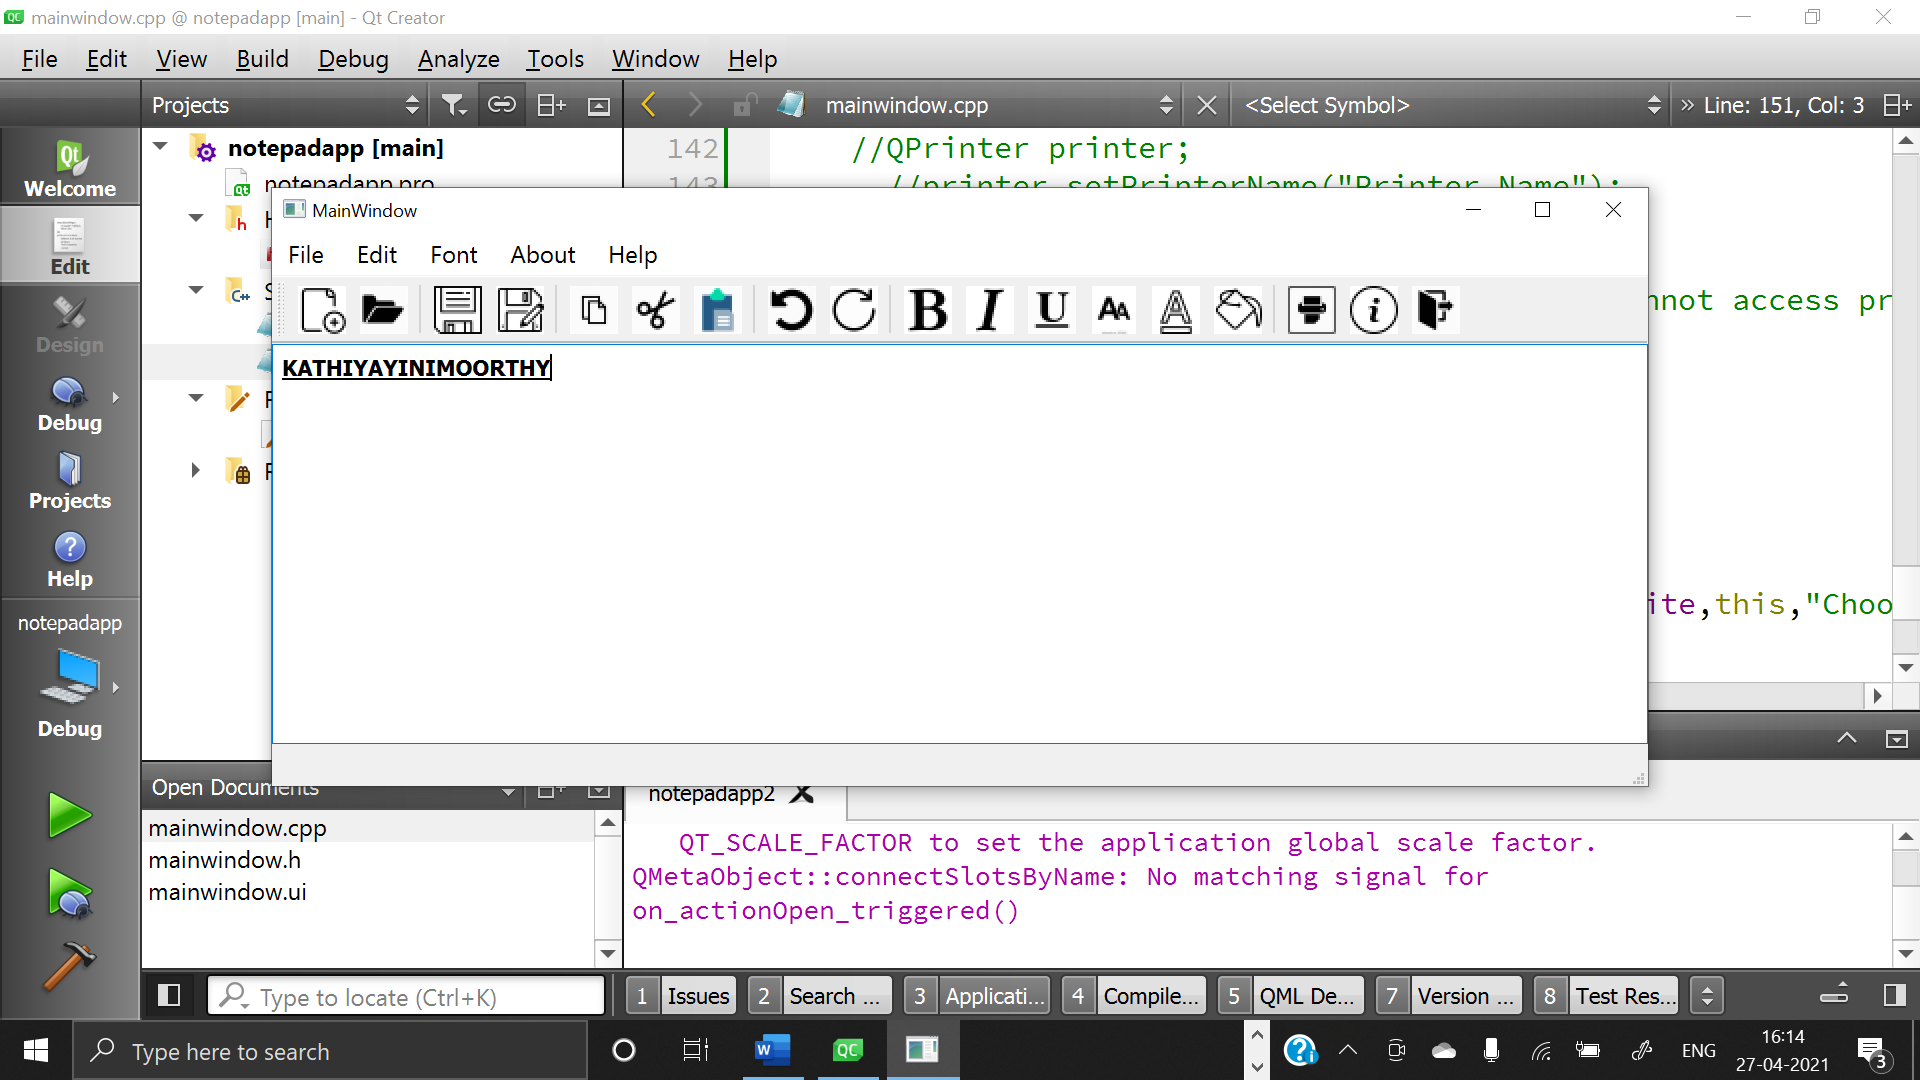 mainwindow.cpp @ notepadapp [main] - Qt Creator
File Edit View Build Debug Analyze Tools Window Help
Projects mainwindow.cpp <Select Symbol> » Line: 151, Col: 3
Welcome
Edit
Design
Debug
Projects
Help
notepadapp
Debug
notepadapp [main]
notepadapp.pro
142 //QPrinter printer;
143 //printer.setPrinterName("Printer Name");
nnot access pr
ite,this,"Choo
MainWindow
File Edit Font About Help
B I U AA A i
KATHIYAYINIMOORTHY
Open Documents
mainwindow.cpp
mainwindow.h
mainwindow.ui
notepadapp2
QT_SCALE_FACTOR to set the application global scale factor.
QMetaObject::connectSlotsByName: No matching signal for
on_actionOpen_triggered()
Type to locate (Ctrl+K)
1 Issues 2 Search ... 3 Applicati... 4 Compile... 5 QML De... 7 Version ... 8 Test Res...
Type here to search
ENG
16:14
27-04-2021
3